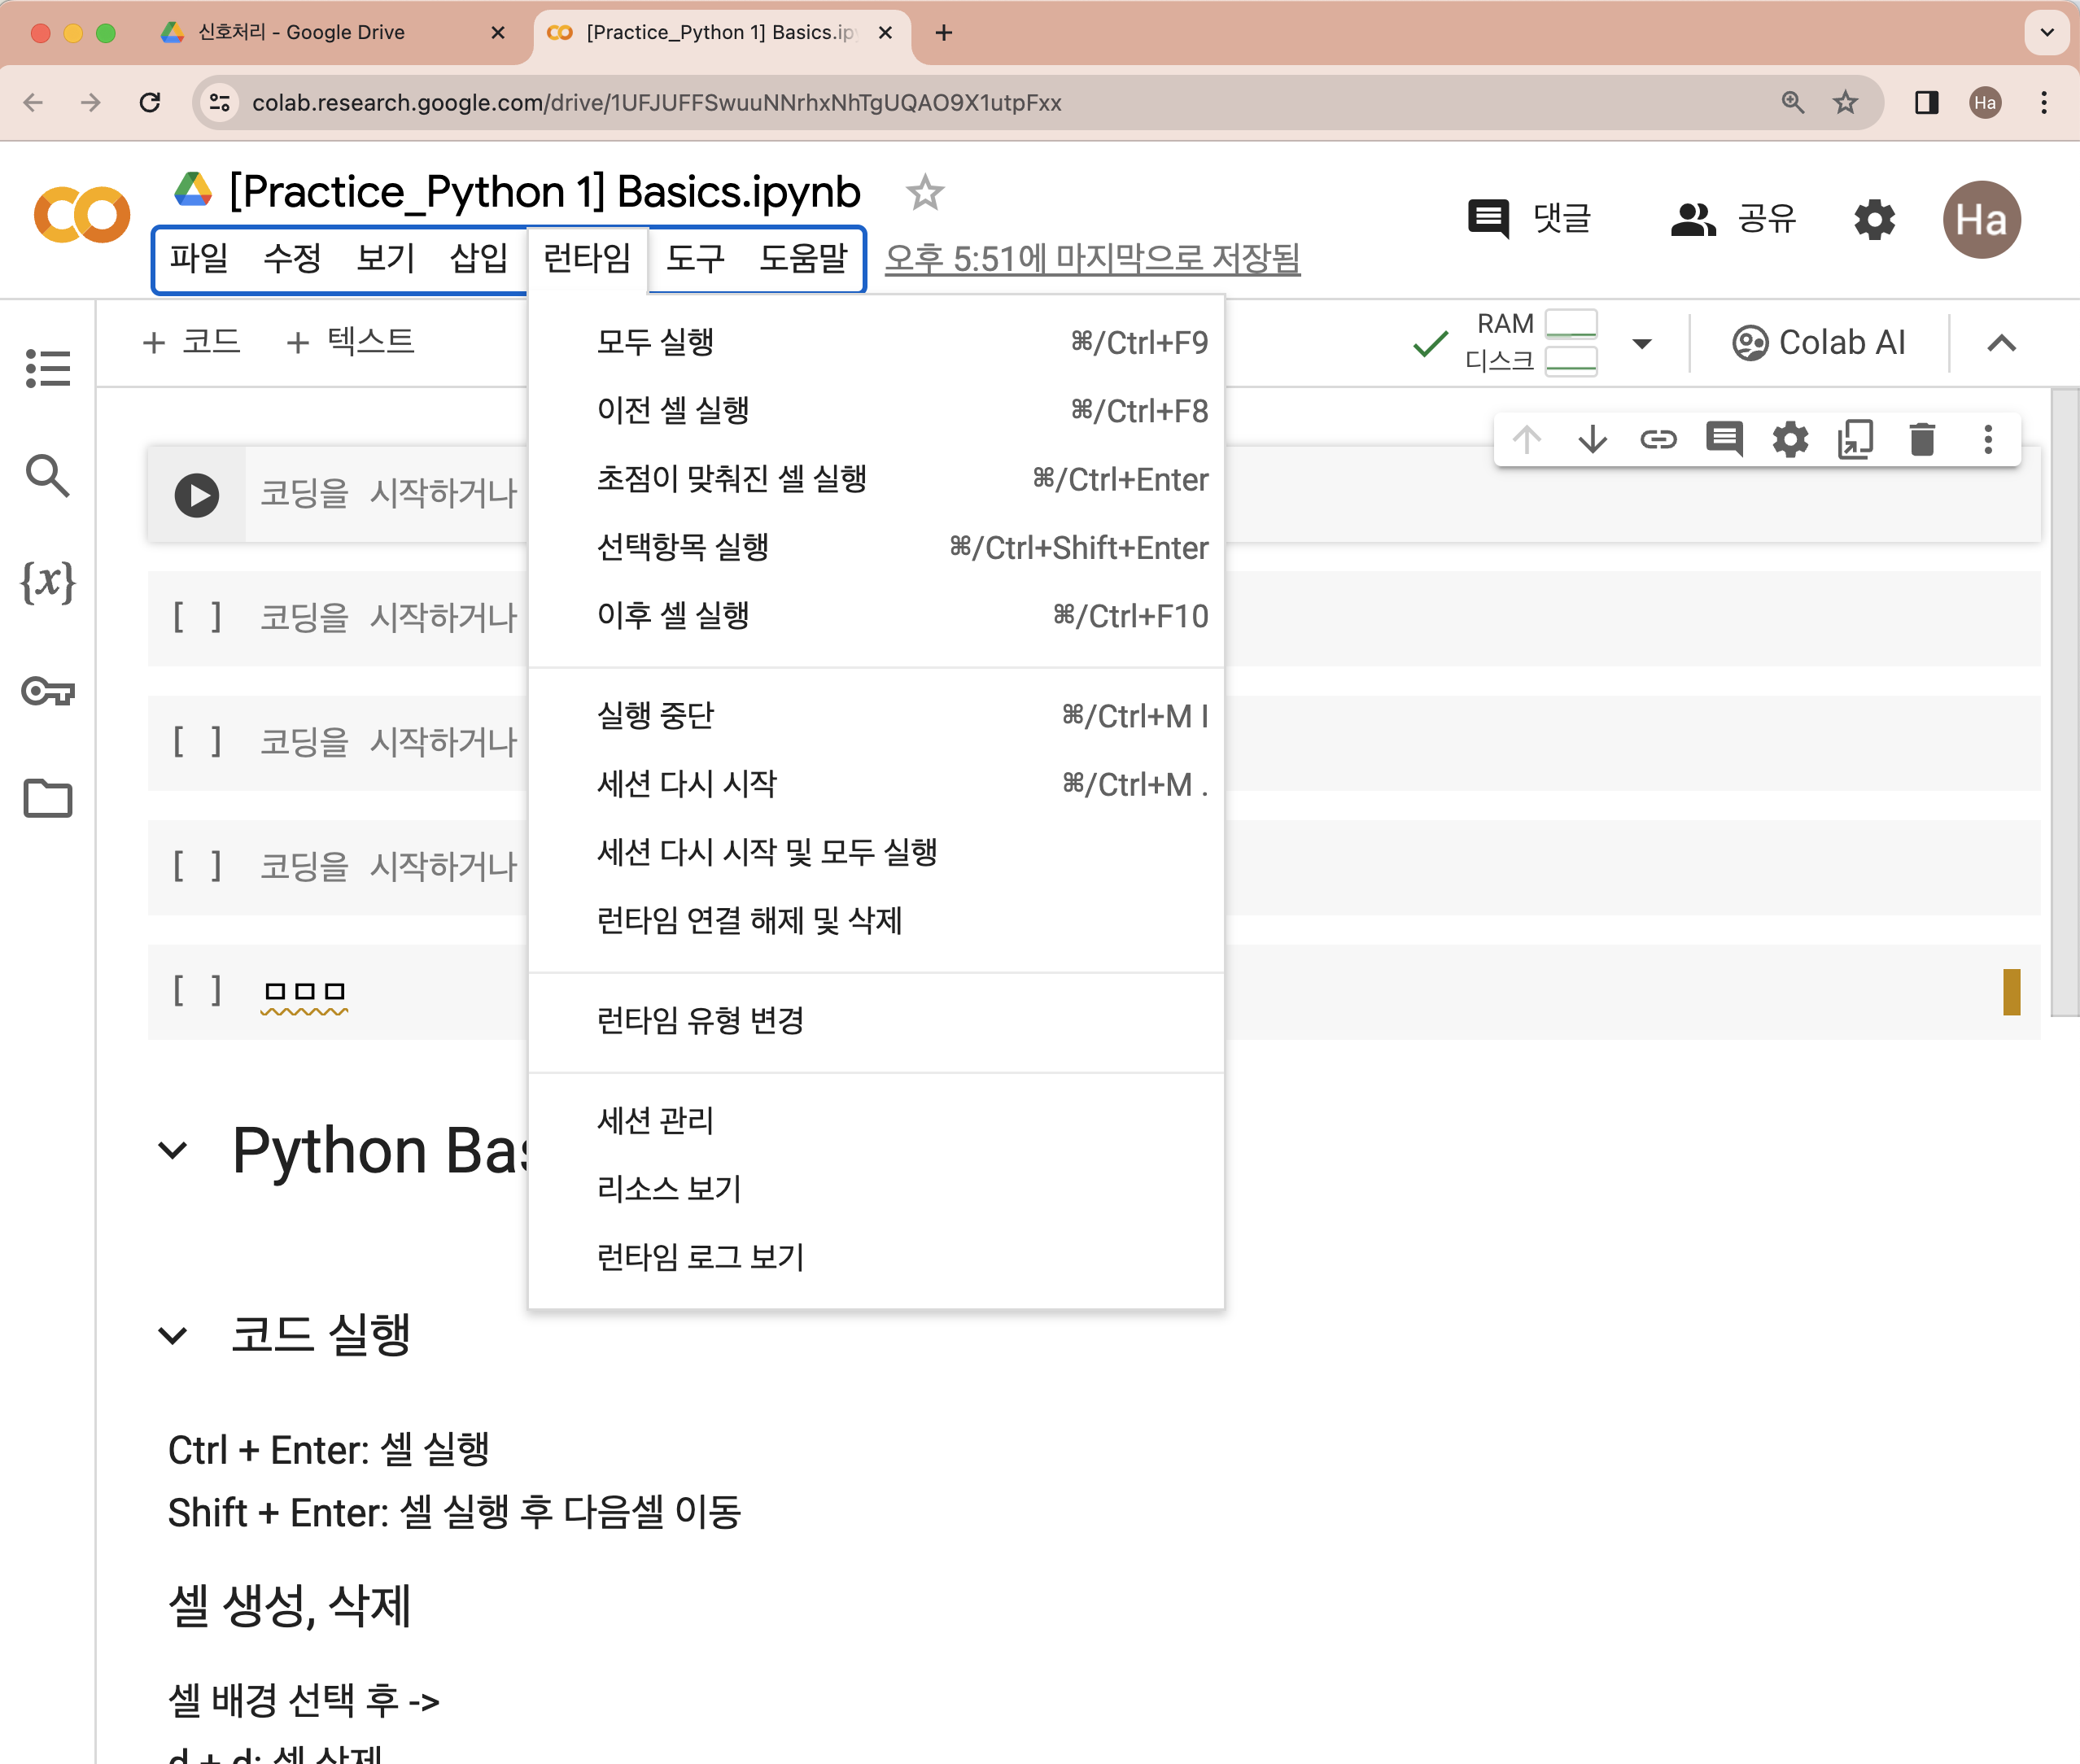 신호처리 - Google Drive
[Practice_Python 1] Basics.ip
colab.research.google.com/drive/1UFJUFFSwuuNNrhxNhTgUQAO9X1utpFxx
Ha
[Practice_Python 1] Basics.ipynb
댓글
공유
Ha
파일 수정 보기 삽입 런타임 도구 도움말
오후 5:51에 마지막으로 저장됨
+ 코드 + 텍스트
RAM
디스크
Colab AI
모두 실행 ⌘/Ctrl+F9
이전 셀 실행 ⌘/Ctrl+F8
초점이 맞춰진 셀 실행 ⌘/Ctrl+Enter
선택항목 실행 ⌘/Ctrl+Shift+Enter
이후 셀 실행 ⌘/Ctrl+F10
실행 중단 ⌘/Ctrl+M I
세션 다시 시작 ⌘/Ctrl+M .
세션 다시 시작 및 모두 실행
런타임 연결 해제 및 삭제
런타임 유형 변경
세션 관리
리소스 보기
런타임 로그 보기
{x}
코딩을 시작하거나
[ ] 코딩을 시작하거나
[ ] 코딩을 시작하거나
[ ] 코딩을 시작하거나
[ ] ㅁㅁㅁ
Python Bas
코드 실행
Ctrl + Enter: 셀 실행
Shift + Enter: 셀 실행 후 다음셀 이동
셀 생성, 삭제
셀 배경 선택 후 ->
d + d: 셀 삭제